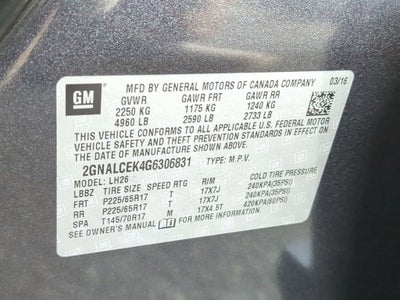 GM
MFD BY GENERAL MOTORS OF CANADA COMPANY 03/16
GVWR GAWR FRT GAWR RR
2250 KG 1175 KG 1240 KG
4960 LB 2590 LB 2733 LB
THIS VEHICLE CONFORMS TO ALL APPLICABLE U.S. FEDERAL MOTOR
VEHICLE SAFETY AND THEFT PREVENTION STANDARDS IN EFFECT ON
THE DATE OF MANUFACTURE SHOWN ABOVE.
2GNALCEK4G6306831 TYPE: M.P.V.
MODEL: LH26
LBBZ TIRE SIZE SPEED RTG RIM COLD TIRE PRESSURE
FRT P225/65R17 T 17X7J 240KPA(35PSI)
RR P225/65R17 T 17X7J 240KPA(35PSI)
SPA T145/70R17 M 17X4.5T 420KPA(60PSI)
SEE OWNER'S MANUAL FOR ADDITIONAL INFORMATION.